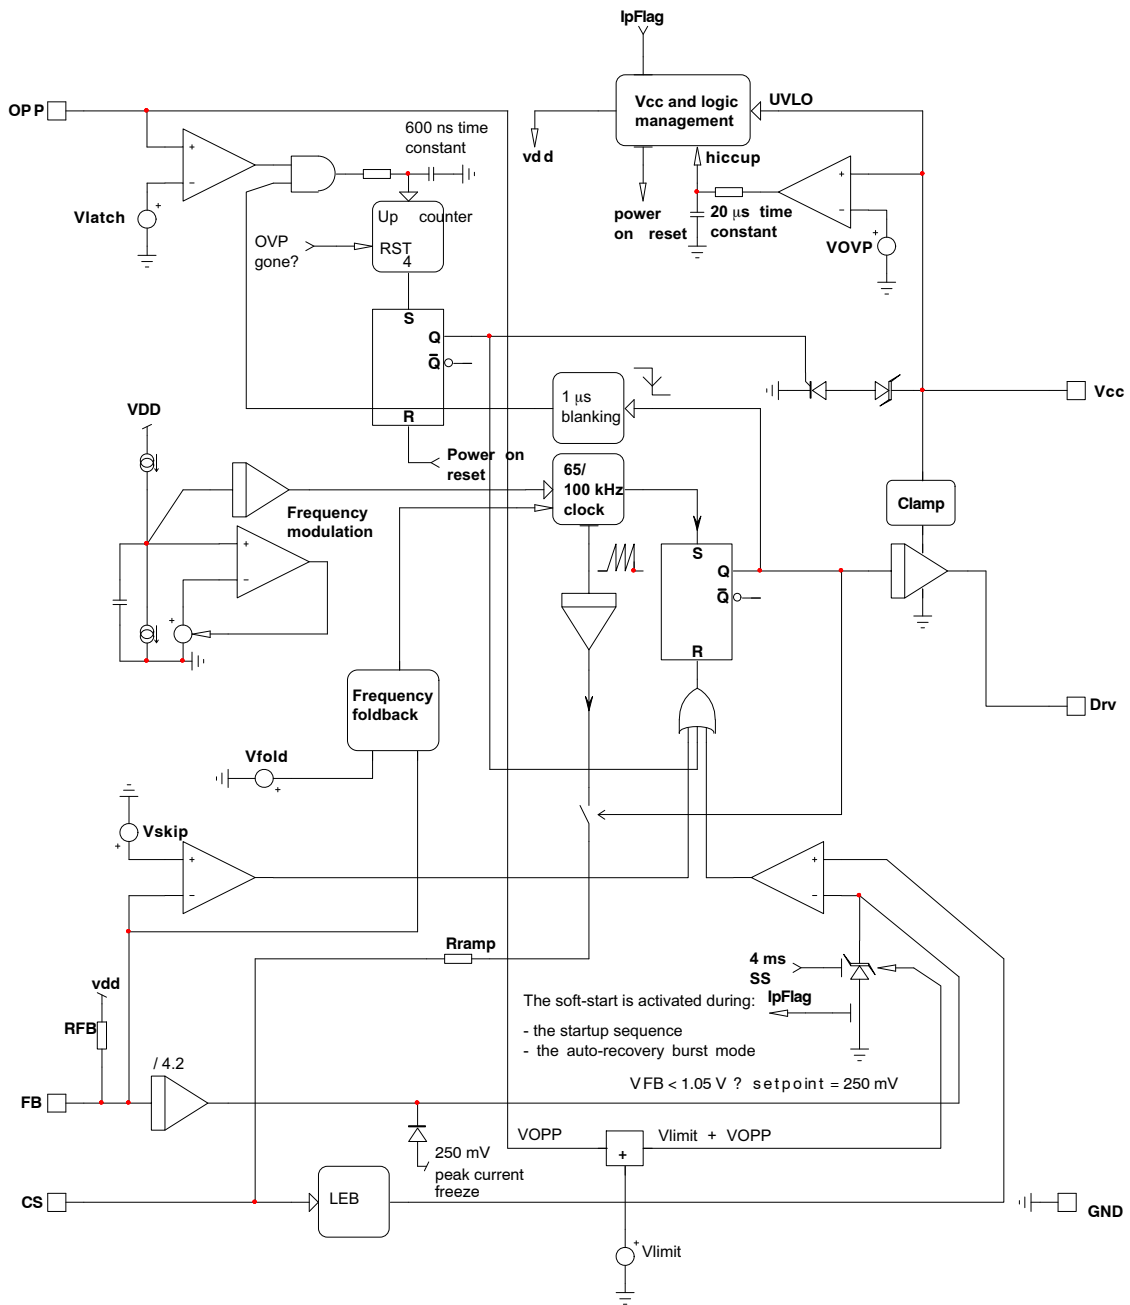 IpFlag
OPP
Vcc and logic
management
UVLO
vdd
hiccup
600 ns time
constant
+
−
Vlatch
+
Up counter
RST
4
OVP
gone?
power
on reset
20 µs time
constant
+
−
+
VOVP
S
Q
Q
R
1 µs
blanking
Vcc
VDD
Power on
reset
65/
100 kHz
clock
Clamp
Frequency
modulation
+
−
+
S
Q
Q
R
Frequency
foldback
Drv
Vfold
+
Vskip
+
+
−
+
−
Rramp
4 ms
SS
vdd
RFB
IpFlag
The soft-start is activated during:
- the startup sequence
- the auto-recovery burst mode
/ 4.2
VFB < 1.05 V ? setpoint = 250 mV
FB
VOPP
+
Vlimit + VOPP
250 mV
peak current
freeze
CS
LEB
GND
+
Vlimit